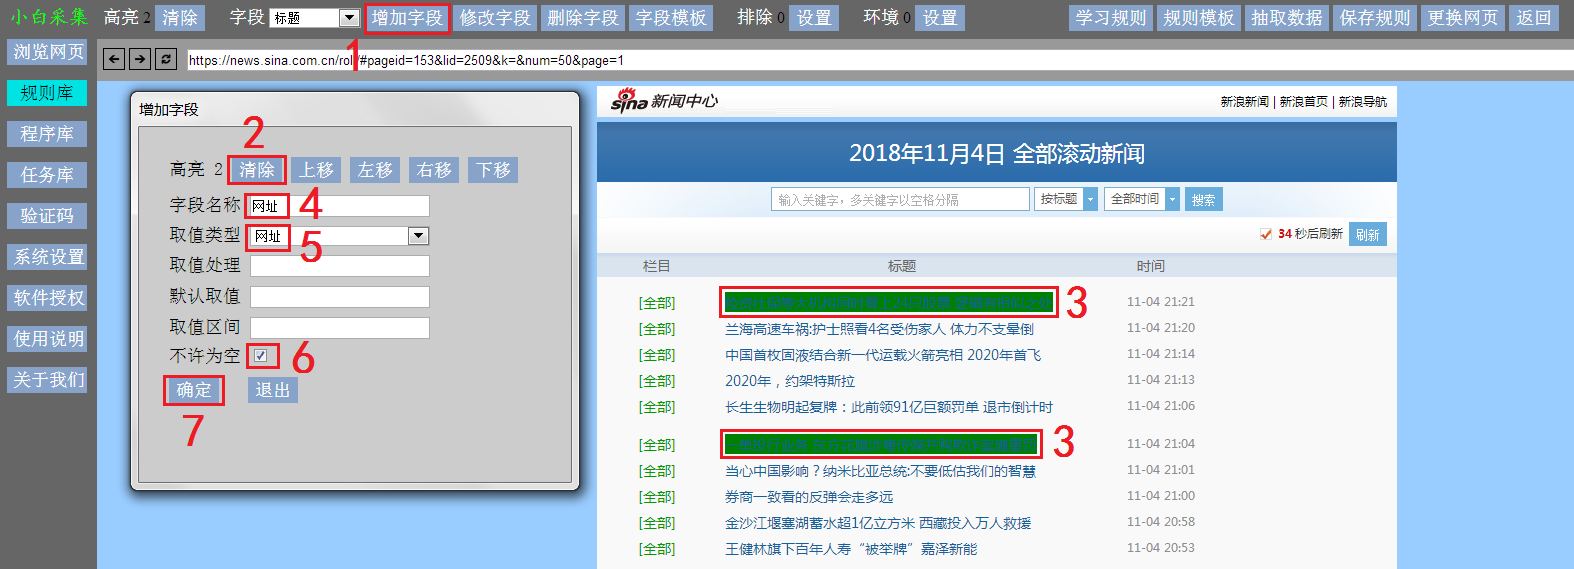 小白采集 高亮 2 清除 字段 标题 增加字段 修改字段 删除字段 字段模板 排除 0 设置 环境 0 设置 学习规则 规则模板 抽取数据 保存规则 更换网页 返回
1
浏览网页
规则库
程序库
任务库
验证码
系统设置
软件授权
使用说明
关于我们
https://news.sina.com.cn/roll/#pageid=153&lid=2509&k=&num=50&page=1
增加字段
2
高亮 2 清除 上移 左移 右移 下移
字段名称 网址 4
取值类型 网址 5
取值处理
默认取值
取值区间
不许为空 6
确定 退出
7
sina 新闻中心 新浪新闻 | 新浪首页 | 新浪导航
2018年11月4日 全部滚动新闻
输入关键字，多关键字以空格分隔 按标题 全部时间 搜索
34 秒后刷新 刷新
栏目 标题 时间
[全部] 3 11-04 21:21
[全部] 兰海高速车祸:护士照看4名受伤家人 体力不支晕倒 11-04 21:20
[全部] 中国首枚固液结合新一代运载火箭亮相 2020年首飞 11-04 21:14
[全部] 2020年，约架特斯拉 11-04 21:13
[全部] 长生生物明起复牌：此前领91亿巨额罚单 退市倒计时 11-04 21:06
[全部] 3 11-04 21:04
[全部] 当心中国影响？纳米比亚总统:不要低估我们的智慧 11-04 21:01
[全部] 券商一致看的反弹会走多远 11-04 21:00
[全部] 金沙江堰塞湖蓄水超1亿立方米 西藏投入万人救援 11-04 20:58
[全部] 王健林旗下百年人寿“被举牌”嘉泽新能 11-04 20:53